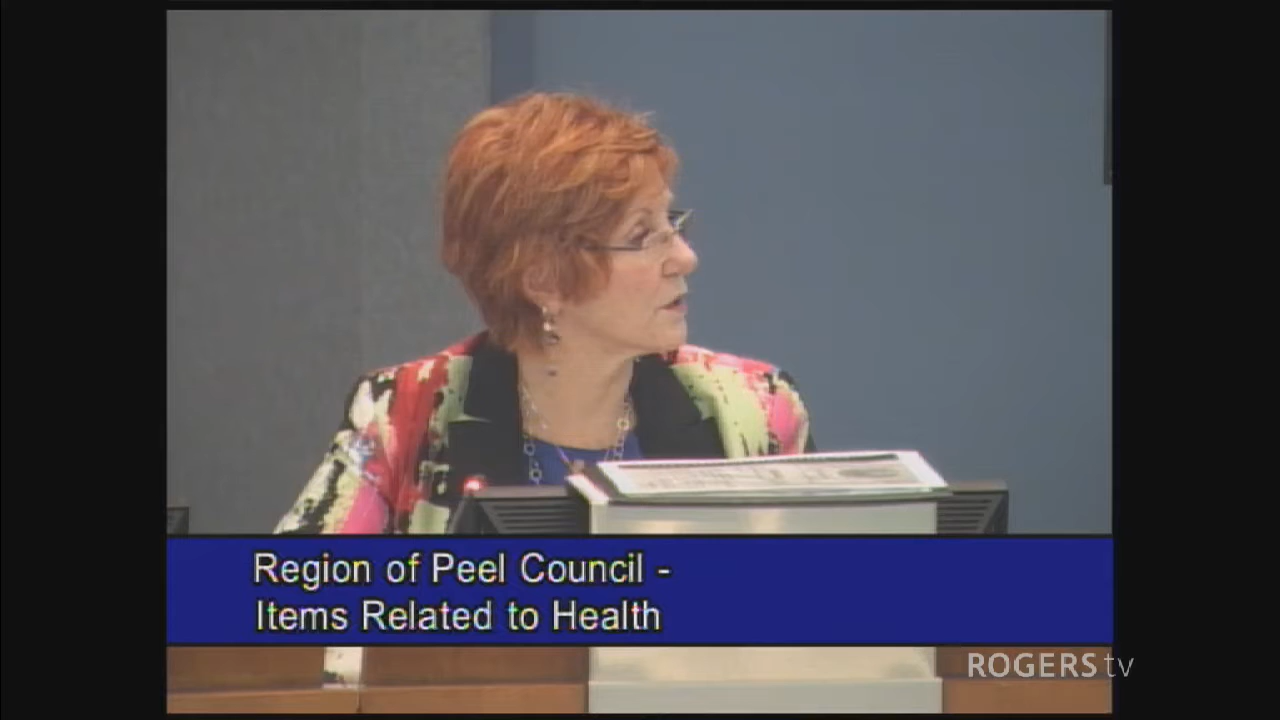 Region of Peel Council -
Items Related to Health
ROGERS tv